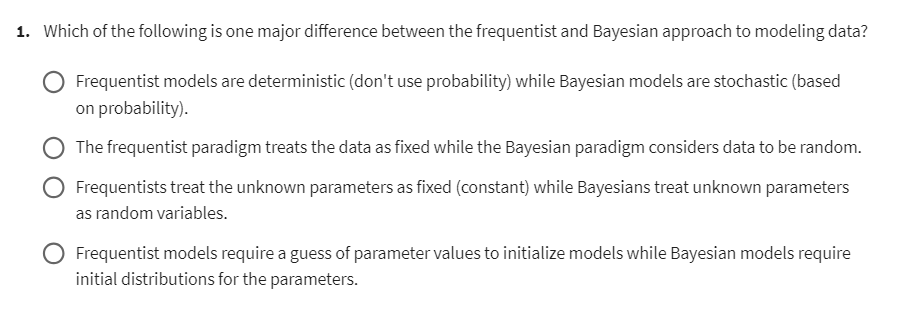 1. Which of the following is one major difference between the frequentist and Bayesian approach to modeling data?
Frequentist models are deterministic (don't use probability) while Bayesian models are stochastic (based
on probability).
The frequentist paradigm treats the data as fixed while the Bayesian paradigm considers data to be random.
Frequentists treat the unknown parameters as fixed (constant) while Bayesians treat unknown parameters
as random variables.
Frequentist models require a guess of parameter values to initialize models while Bayesian models require
initial distributions for the parameters.